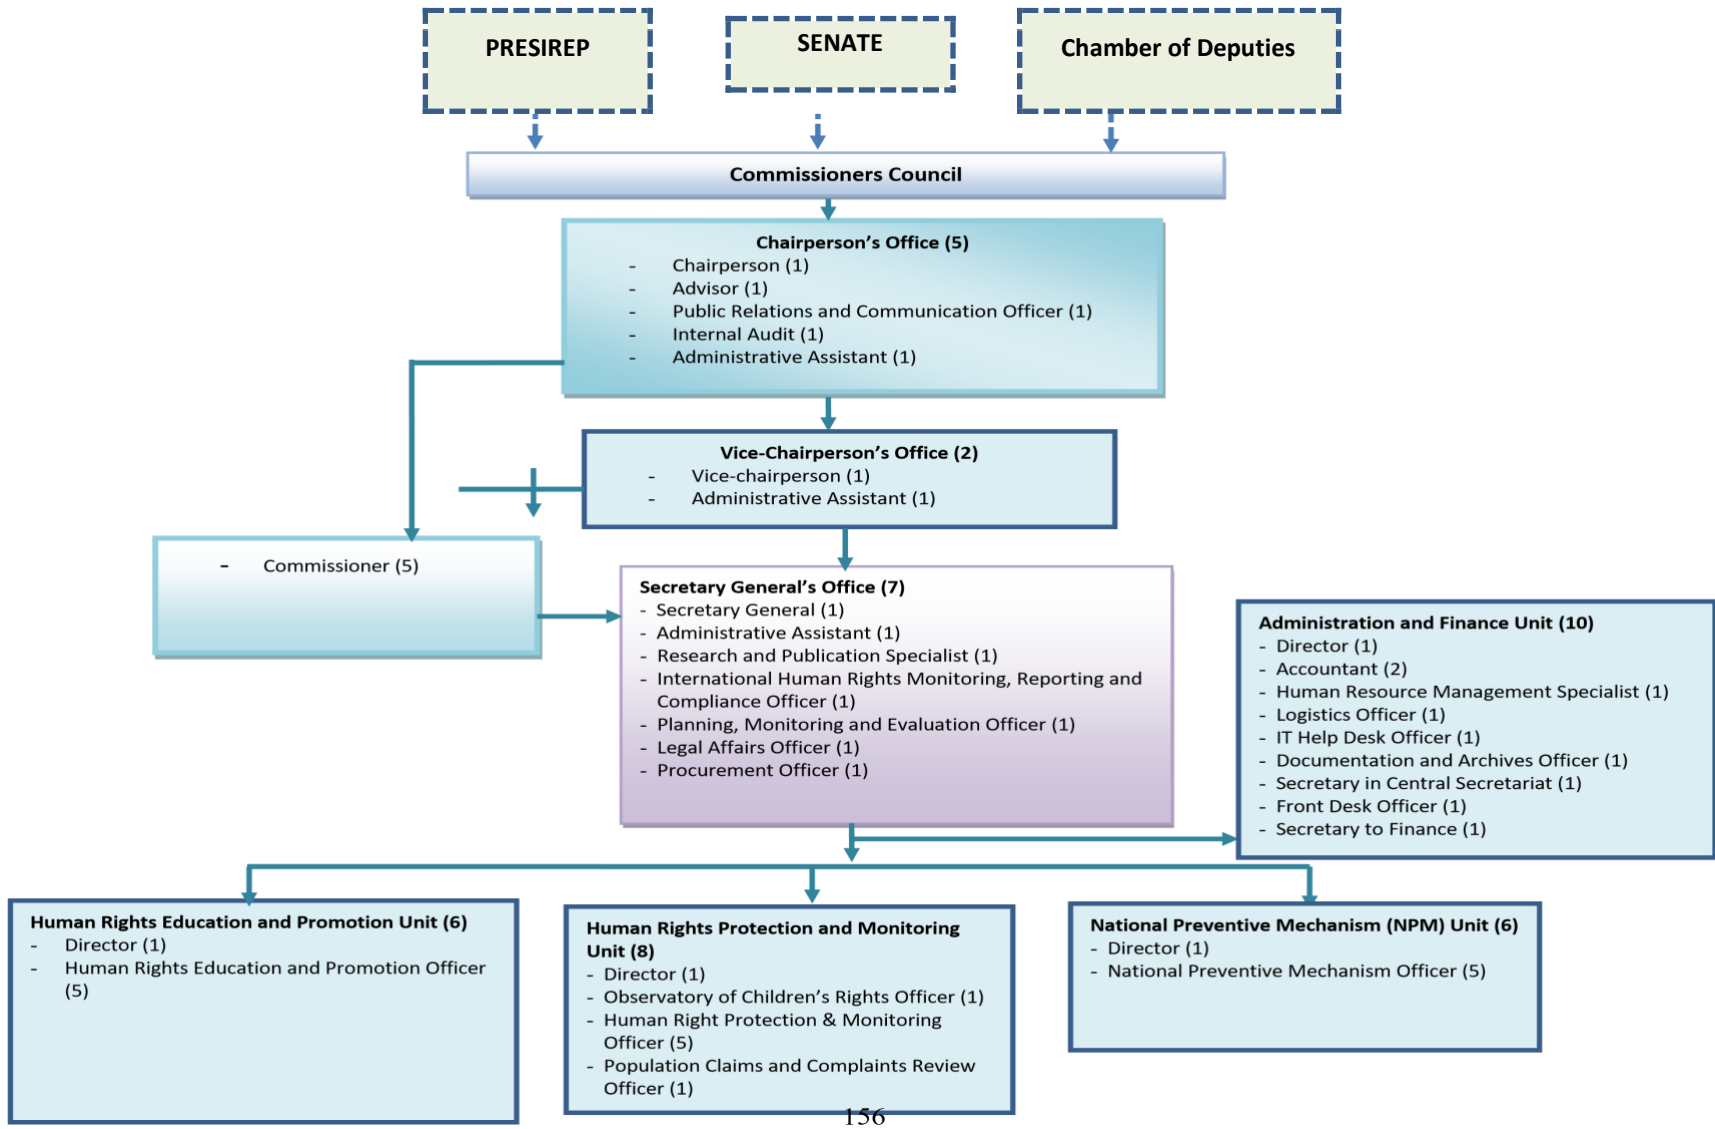 PRESIREP
SENATE
Chamber of Deputies
Commissioners Council
Chairperson’s Office (5)
- Chairperson (1)
- Advisor (1)
- Public Relations and Communication Officer (1)
- Internal Audit (1)
- Administrative Assistant (1)
Vice-Chairperson’s Office (2)
- Vice-chairperson (1)
- Administrative Assistant (1)
- Commissioner (5)
Secretary General’s Office (7)
- Secretary General (1)
- Administrative Assistant (1)
- Research and Publication Specialist (1)
- International Human Rights Monitoring, Reporting and
Compliance Officer (1)
- Planning, Monitoring and Evaluation Officer (1)
- Legal Affairs Officer (1)
- Procurement Officer (1)
Administration and Finance Unit (10)
- Director (1)
- Accountant (2)
- Human Resource Management Specialist (1)
- Logistics Officer (1)
- IT Help Desk Officer (1)
- Documentation and Archives Officer (1)
- Secretary in Central Secretariat (1)
- Front Desk Officer (1)
- Secretary to Finance (1)
Human Rights Education and Promotion Unit (6)
- Director (1)
- Human Rights Education and Promotion Officer
(5)
Human Rights Protection and Monitoring
Unit (8)
- Director (1)
- Observatory of Children’s Rights Officer (1)
- Human Right Protection & Monitoring
Officer (5)
- Population Claims and Complaints Review
Officer (1)
National Preventive Mechanism (NPM) Unit (6)
- Director (1)
- National Preventive Mechanism Officer (5)
156